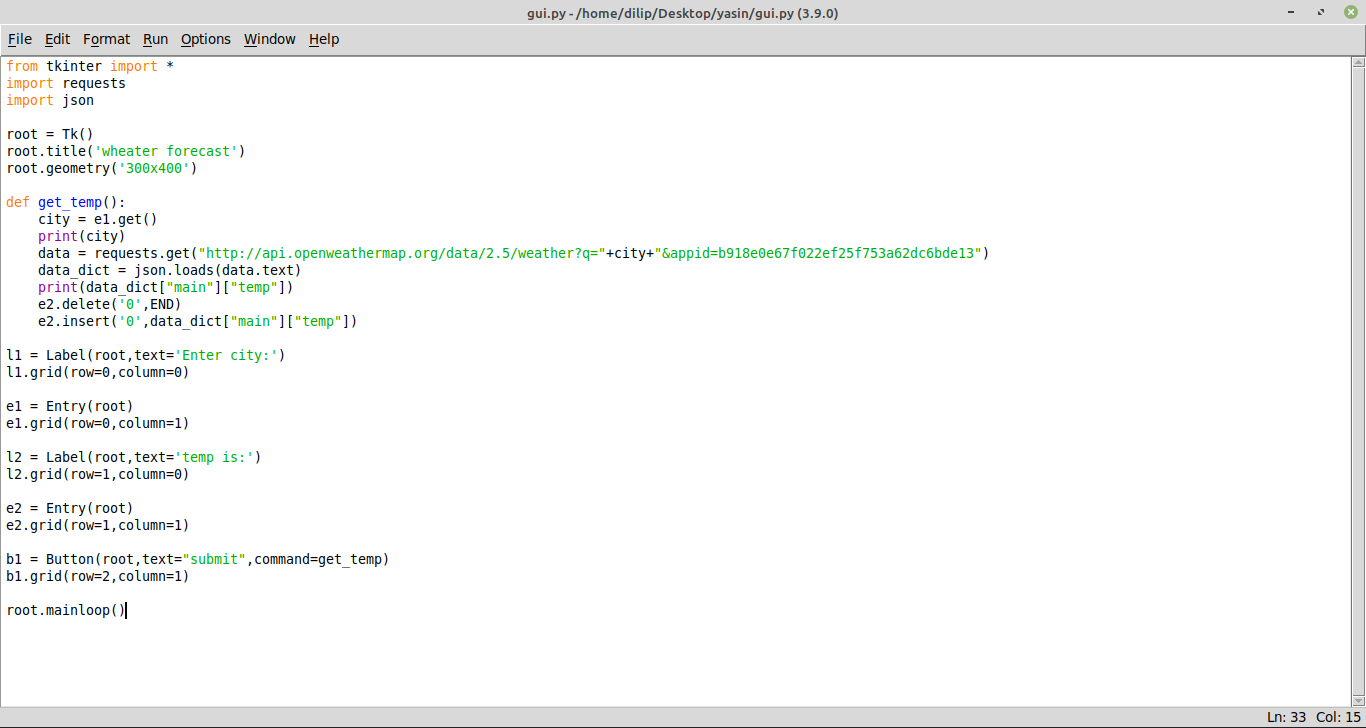 gui.py - /home/dilip/Desktop/yasin/gui.py (3.9.0)
File Edit Format Run Options Window Help
from tkinter import *
import requests
import json

root = Tk()
root.title('wheater forecast')
root.geometry('300x400')

def get_temp():
    city = e1.get()
    print(city)
    data = requests.get("http://api.openweathermap.org/data/2.5/weather?q="+city+"&appid=b918e0e67f022ef25f753a62dc6bde13")
    data_dict = json.loads(data.text)
    print(data_dict["main"]["temp"])
    e2.delete('0',END)
    e2.insert('0',data_dict["main"]["temp"])

l1 = Label(root,text='Enter city:')
l1.grid(row=0,column=0)

e1 = Entry(root)
e1.grid(row=0,column=1)

l2 = Label(root,text='temp is:')
l2.grid(row=1,column=0)

e2 = Entry(root)
e2.grid(row=1,column=1)

b1 = Button(root,text="submit",command=get_temp)
b1.grid(row=2,column=1)

root.mainloop()
Ln: 33 Col: 15